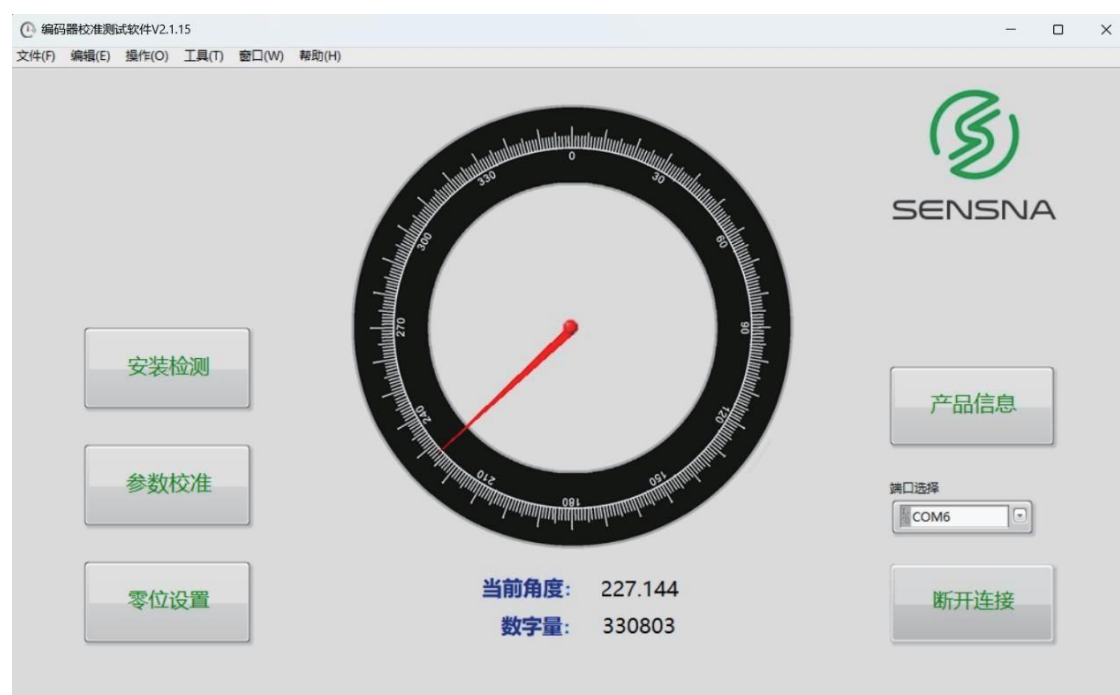 编码器校准测试软件V2.1.15
文件(F) 编辑(E) 操作(O) 工具(T) 窗口(W) 帮助(H)
SENSNA
0
30
60
90
120
150
180
210
240
270
300
330
安装检测
参数校准
零位设置
产品信息
端口选择
COM6
断开连接
当前角度: 227.144
数字量: 330803